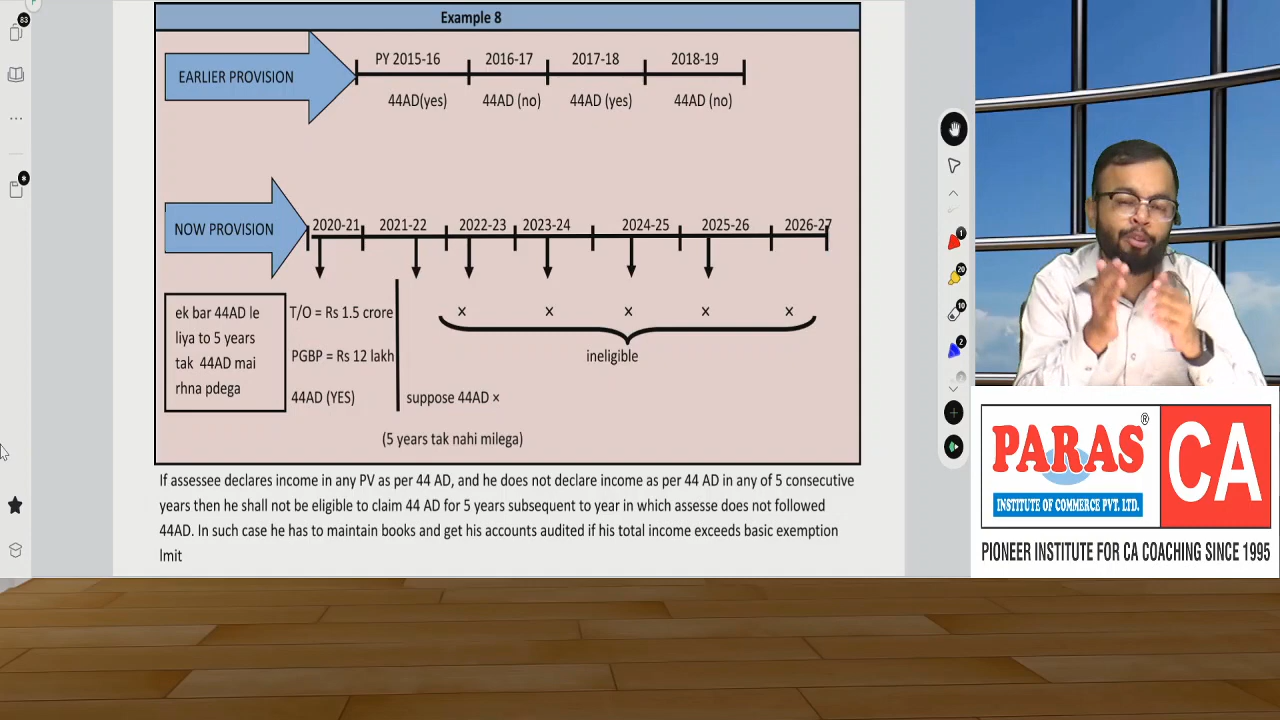 83
Example 8
EARLIER PROVISION
PY 2015-16 2016-17 2017-18 2018-19
44AD(yes) 44AD (no) 44AD (yes) 44AD (no)
NOW PROVISION
2020-21 2021-22 2022-23 2023-24 2024-25 2025-26 2026-27
ek bar 44AD le
liya to 5 years
tak 44AD mai
rhna pdega
T/O = Rs 1.5 crore
PGBP = Rs 12 lakh
44AD (YES)
× × × × ×
ineligible
suppose 44AD ×
(5 years tak nahi milega)
If assessee declares income in any PV as per 44 AD, and he does not declare income as per 44 AD in any of 5 consecutive
years then he shall not be eligible to claim 44 AD for 5 years subsequent to year in which assesse does not followed
44AD. In such case he has to maintain books and get his accounts audited if his total income exceeds basic exemption
lmit
1
20
10
2
PARAS ®
INSTITUTE OF COMMERCE PVT. LTD.
CA
PIONEER INSTITUTE FOR CA COACHING SINCE 1995